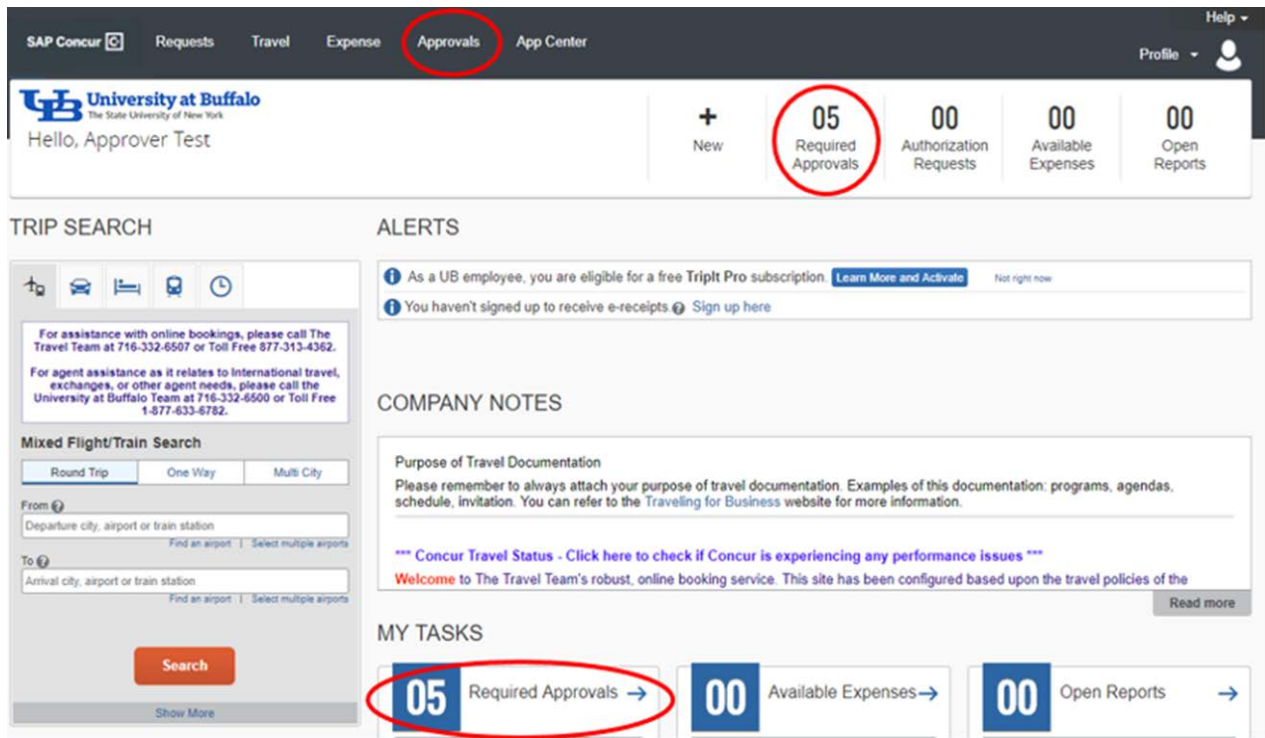 Help
SAP Concur C Requests Travel Expense Approvals App Center
Profile
UB University at Buffalo
The State University of New York
Hello, Approver Test
+
New
05
Required
Approvals
00
Authorization
Requests
00
Available
Expenses
00
Open
Reports
TRIP SEARCH
For assistance with online bookings, please call The
Travel Team at 716-332-6507 or Toll Free 877-313-4362.
For agent assistance as it relates to International travel,
exchanges, or other agent needs, please call the
University at Buffalo Team at 716-332-6500 or Toll Free
1-877-633-6782.
Mixed Flight/Train Search
Round Trip One Way Multi City
From ?
Departure city, airport or train station
Find an airport | Select multiple airports
To ?
Arrival city, airport or train station
Find an airport | Select multiple airports
Search
Show More
ALERTS
As a UB employee, you are eligible for a free TripIt Pro subscription. Learn More and Activate Not right now
You haven't signed up to receive e-receipts. ? Sign up here
COMPANY NOTES
Purpose of Travel Documentation
Please remember to always attach your purpose of travel documentation. Examples of this documentation: programs, agendas,
schedule, invitation. You can refer to the Traveling for Business website for more information.
*** Concur Travel Status - Click here to check if Concur is experiencing any performance issues ***
Welcome to The Travel Team's robust, online booking service. This site has been configured based upon the travel policies of the
Read more
MY TASKS
05 Required Approvals →
00 Available Expenses →
00 Open Reports →